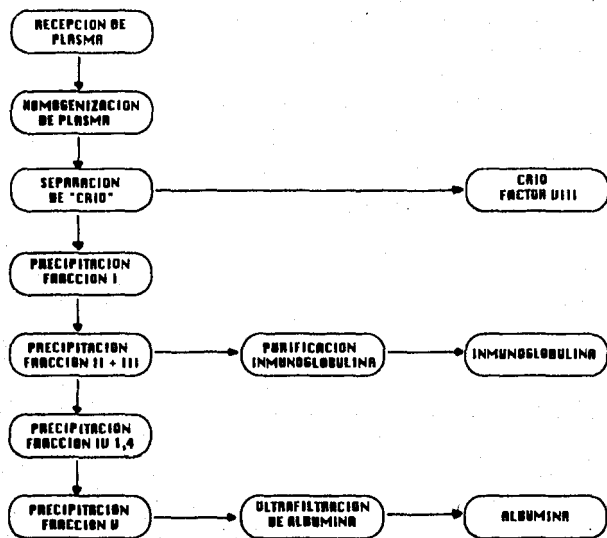 RECEPCION DE
PLASMA
HOMOGENIZACION
DE PLASMA
SEPARACION
DE "CRIO"
CRIO
FACTOR VIII
PRECIPITACION
FRACCION I
PRECIPITACION
FRACCION II + III
PURIFICACION
INMUNOGLOBULINA
INMUNOGLOBULINA
PRECIPITACION
FRACCION IV 1,4
PRECIPITACION
FRACCION V
ULTRAFILTRACION
DE ALBUMINA
ALBUMINA